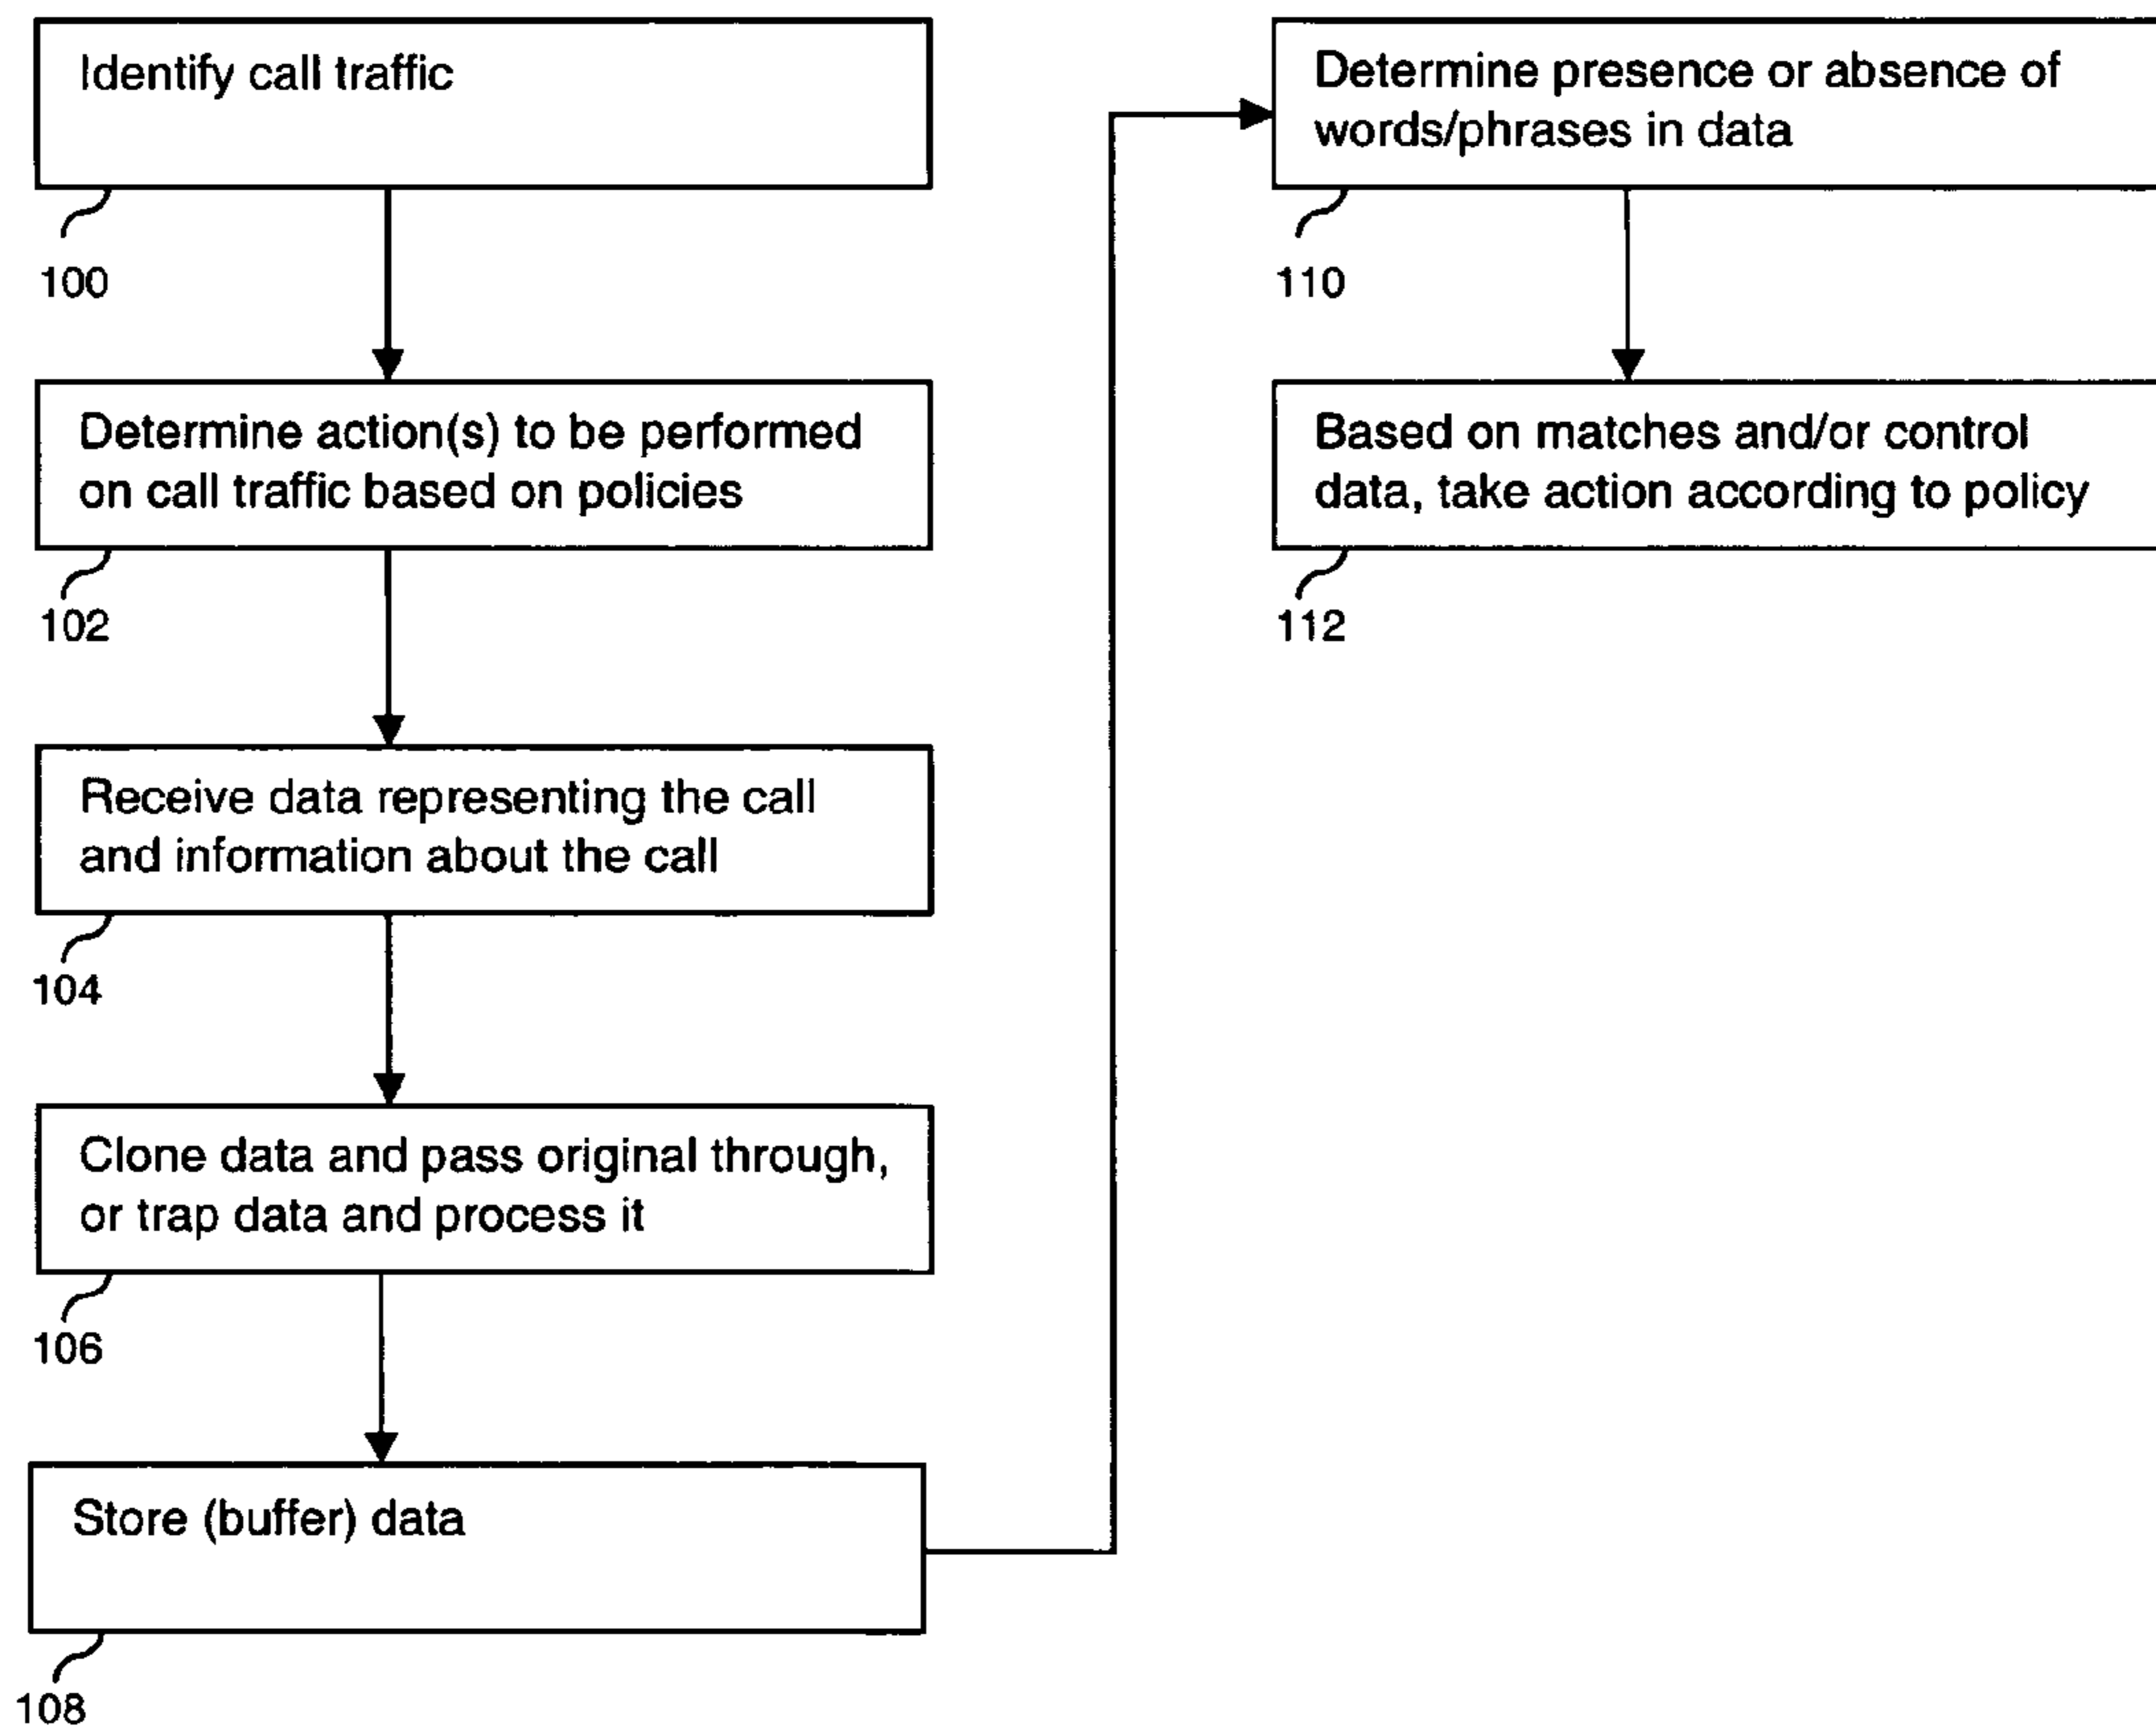 Identify call traffic
100
Determine action(s) to be performed
on call traffic based on policies
102
Receive data representing the call
and information about the call
104
Clone data and pass original through,
or trap data and process it
106
Store (buffer) data
108
Determine presence or absence of
words/phrases in data
110
Based on matches and/or control
data, take action according to policy
112